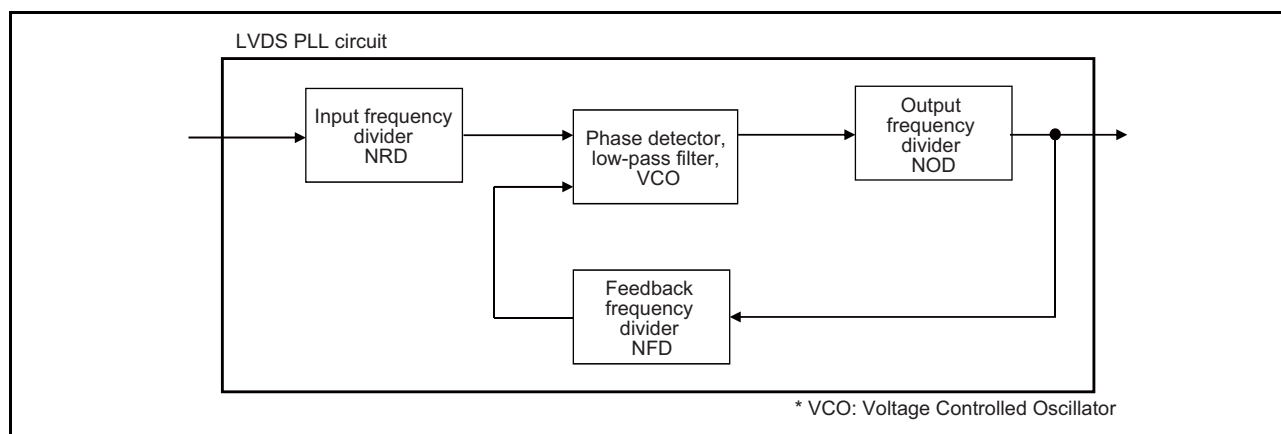 LVDS PLL circuit
Input frequency
divider
NRD
Phase detector,
low-pass filter,
VCO
Output
frequency
divider
NOD
Feedback
frequency
divider
NFD
* VCO: Voltage Controlled Oscillator